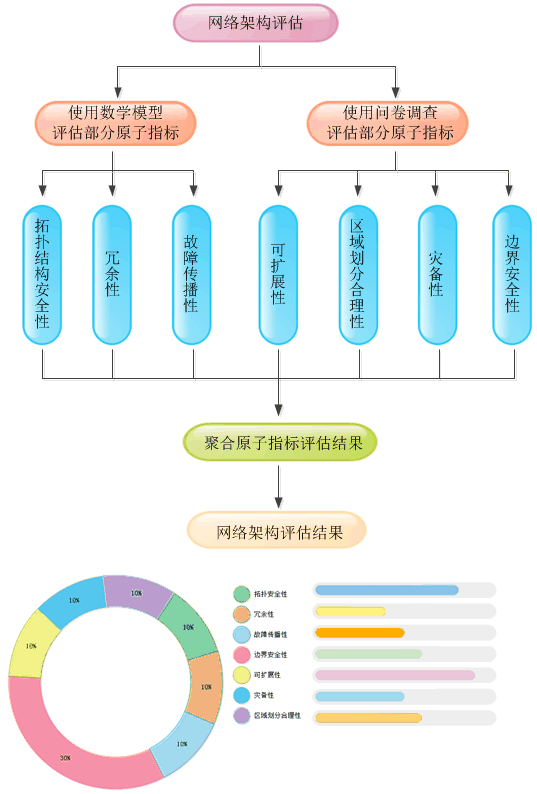 网络架构评估
使用数学模型
评估部分原子指标
使用问卷调查
评估部分原子指标
拓扑结构安全性
冗余性
故障传播性
可扩展性
区域划分合理性
灾备性
边界安全性
聚合原子指标评估结果
网络架构评估结果
10%
10%
10%
10%
30%
10%
10%
拓扑安全性
冗余性
故障传播性
边界安全性
可扩展性
灾备性
区域划分合理性